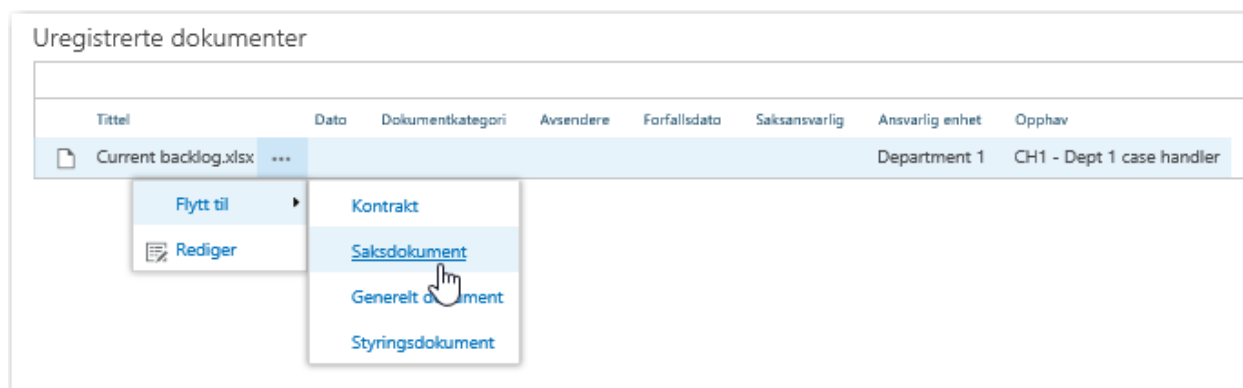 Uregistrerte dokumenter
Tittel Dato Dokumentkategori Avsendere Forfallsdato Saksansvarlig Ansvarlig enhet Opphav
Current backlog.xlsx ... Department 1 CH1 - Dept 1 case handler
Flytt til Kontrakt
Rediger Saksdokument
Generelt dokument
Styringsdokument